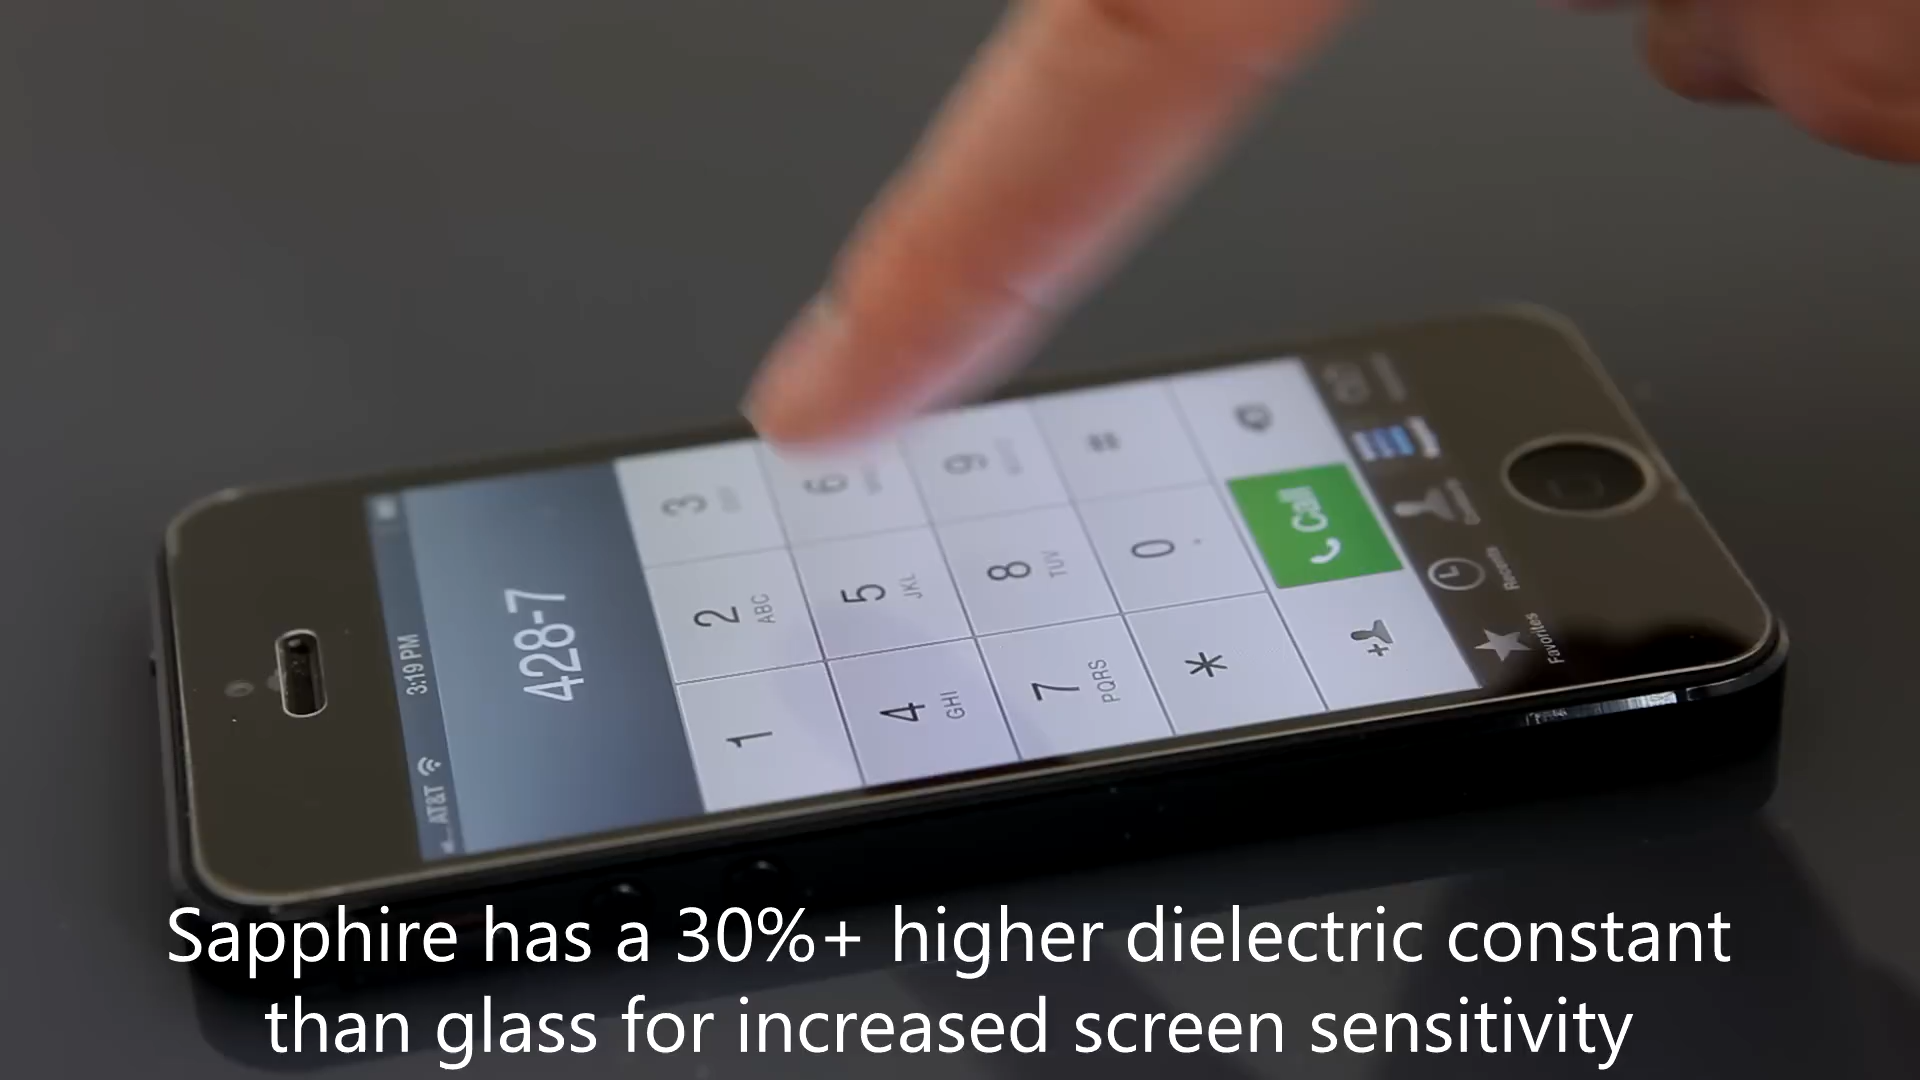 AT&T 3:19 PM
428-7
1
2
ABC
3
4
GHI
5
JKL
6
7
PQRS
8
TUV
9
*
0
+
#
+
Call
Favorites
Recents
Sapphire has a 30%+ higher dielectric constant
than glass for increased screen sensitivity